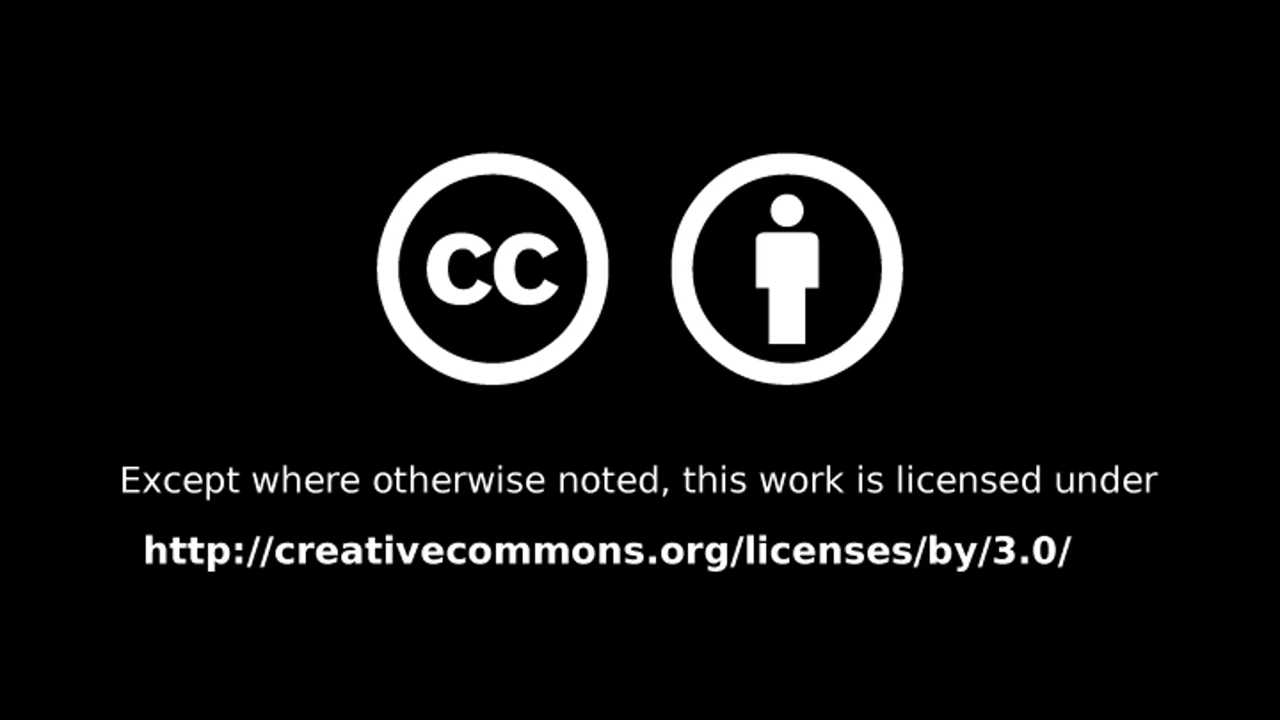 cc
Except where otherwise noted, this work is licensed under
http://creativecommons.org/licenses/by/3.0/